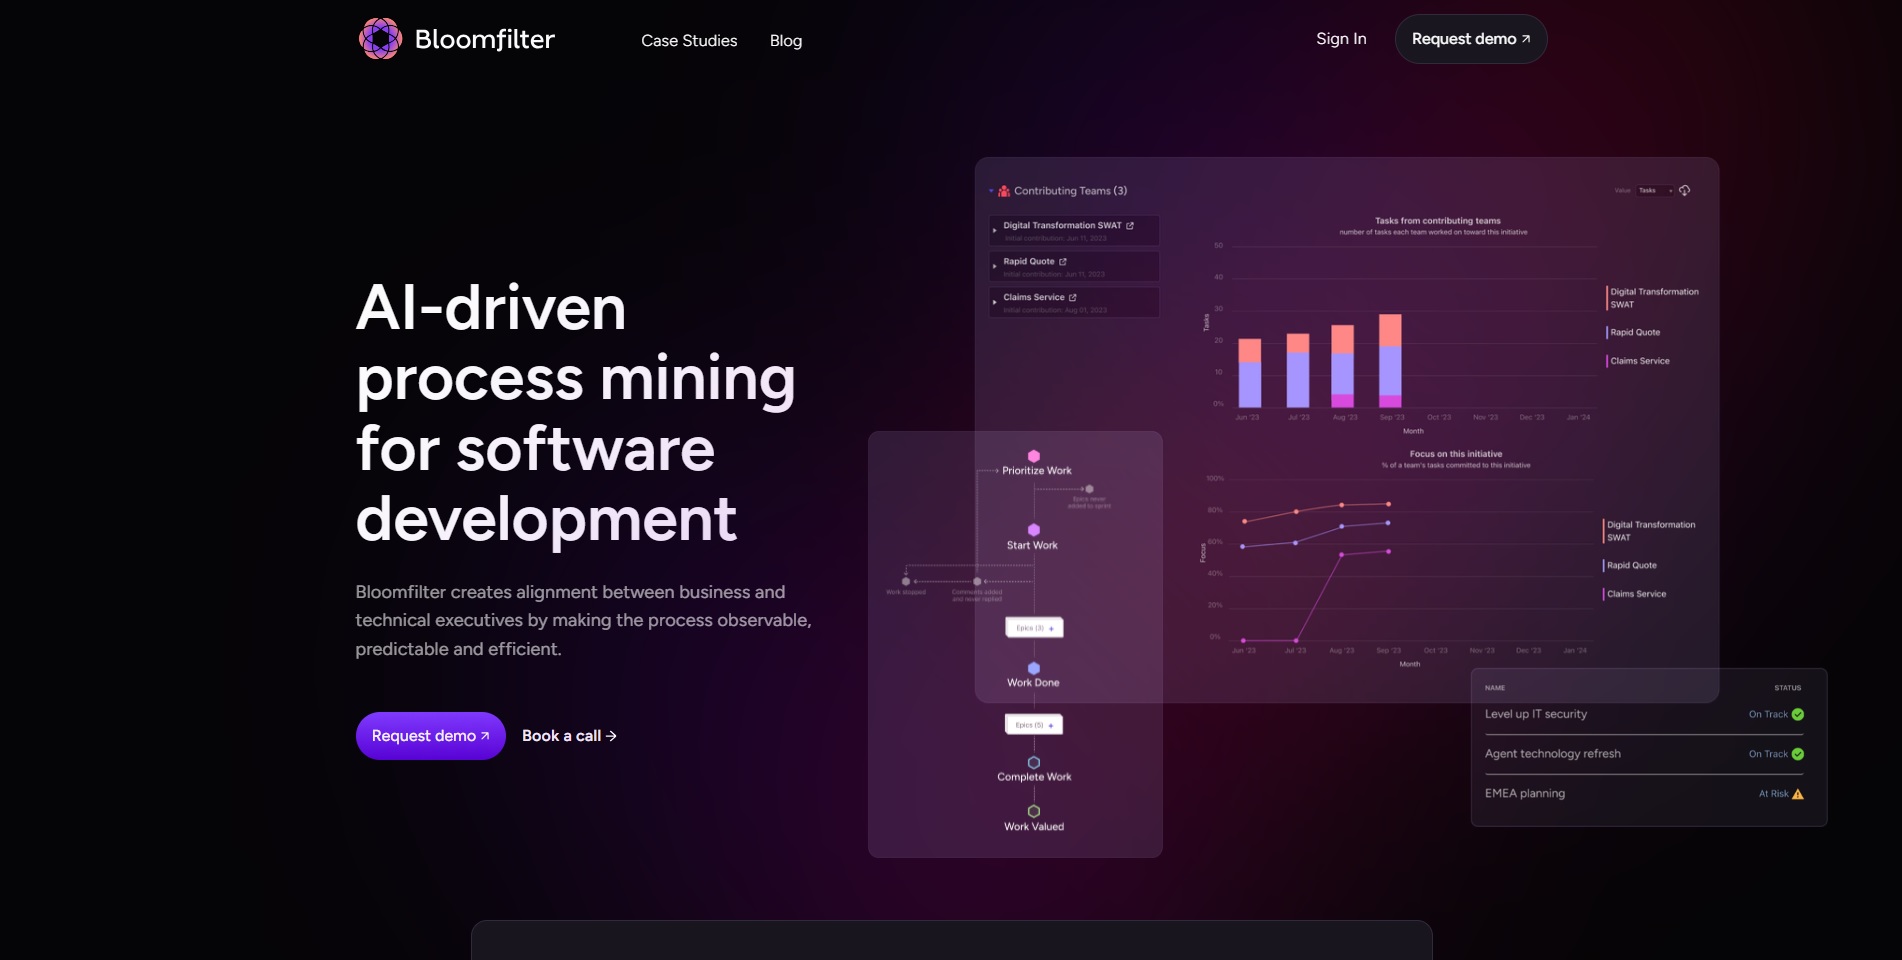 Bloomfilter
Case Studies
Blog
Sign In
Request demo
AI-driven
process mining
for software
development
Bloomfilter creates alignment between business and
technical executives by making the process observable,
predictable and efficient.
Request demo
Book a call
Contributing Teams (3)
Digital Transformation SWAT
Initial contribution: Jun 11, 2023
Rapid Quote
Initial contribution: Jun 11, 2023
Claims Service
Initial contribution: Aug 01, 2023
Value
Tasks
Tasks from contributing teams
number of tasks each team worked on toward this initiative
50
40
30
20
10
0%
Tasks
Jun '23
Jul '23
Aug '23
Sep '23
Oct '23
Nov '23
Dec '23
Jan '24
Month
Digital Transformation
SWAT
Rapid Quote
Claims Service
Focus on this initiative
% of a team's tasks committed to this initiative
100%
80%
60%
40%
20%
0%
Focus
Jun '23
Jul '23
Aug '23
Sep '23
Oct '23
Nov '23
Dec '23
Jan '24
Month
Digital Transformation
SWAT
Rapid Quote
Claims Service
Prioritize Work
Epics never
added to sprint
Start Work
Work stopped
Comments added
and never replied
Epics (3) +
Work Done
Epics (5) +
Complete Work
Work Valued
NAME
STATUS
Level up IT security
On Track
Agent technology refresh
On Track
EMEA planning
At Risk